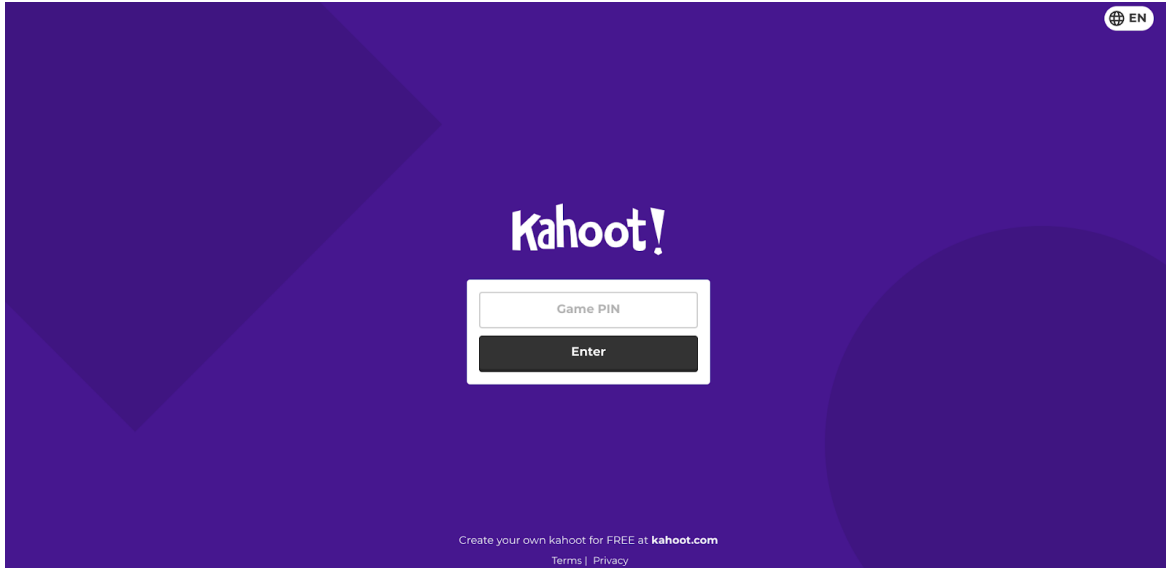 EN
Kahoot!
Game PIN
Enter
Create your own kahoot for FREE at kahoot.com
Terms | Privacy